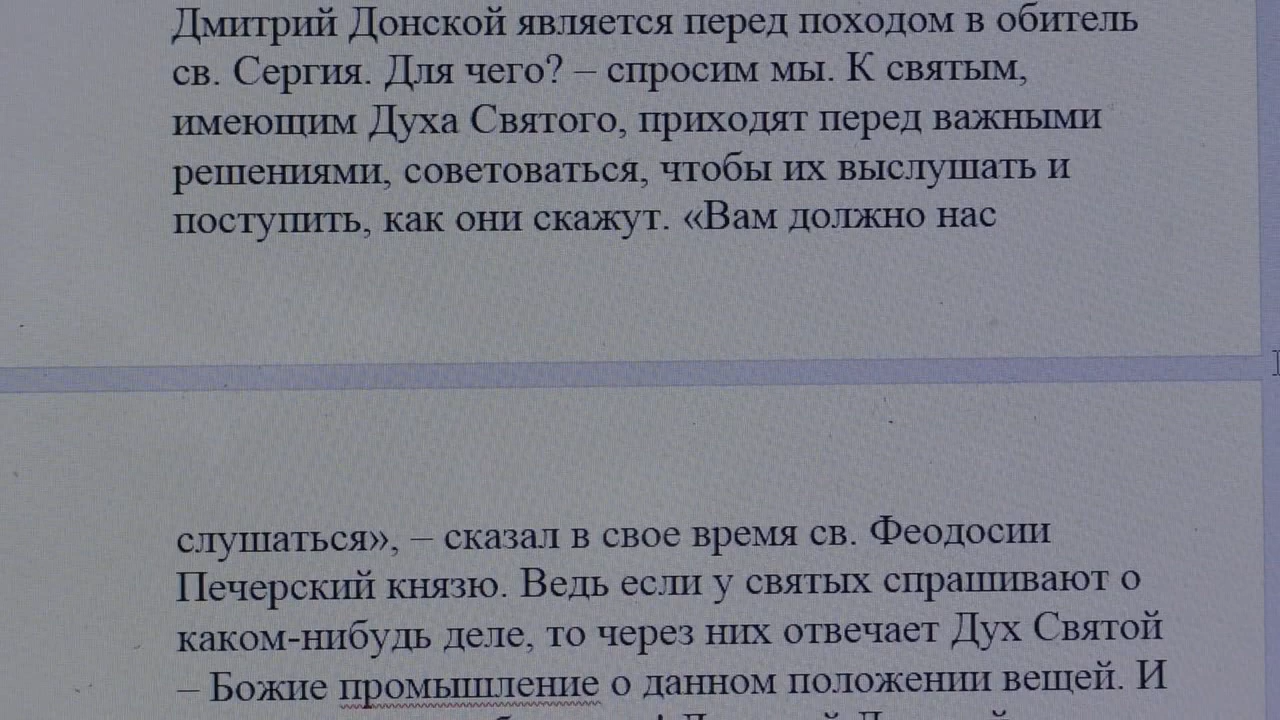 Дмитрий Донской является перед походом в обитель
св. Сергия. Для чего? – спросим мы. К святым,
имеющим Духа Святого, приходят перед важными
решениями, советоваться, чтобы их выслушать и
поступить, как они скажут. «Вам должно нас
слушаться», – сказал в свое время св. Феодосии
Печерский князю. Ведь если у святых спрашивают о
каком-нибудь деле, то через них отвечает Дух Святой
– Божие промышление о данном положении вещей. И